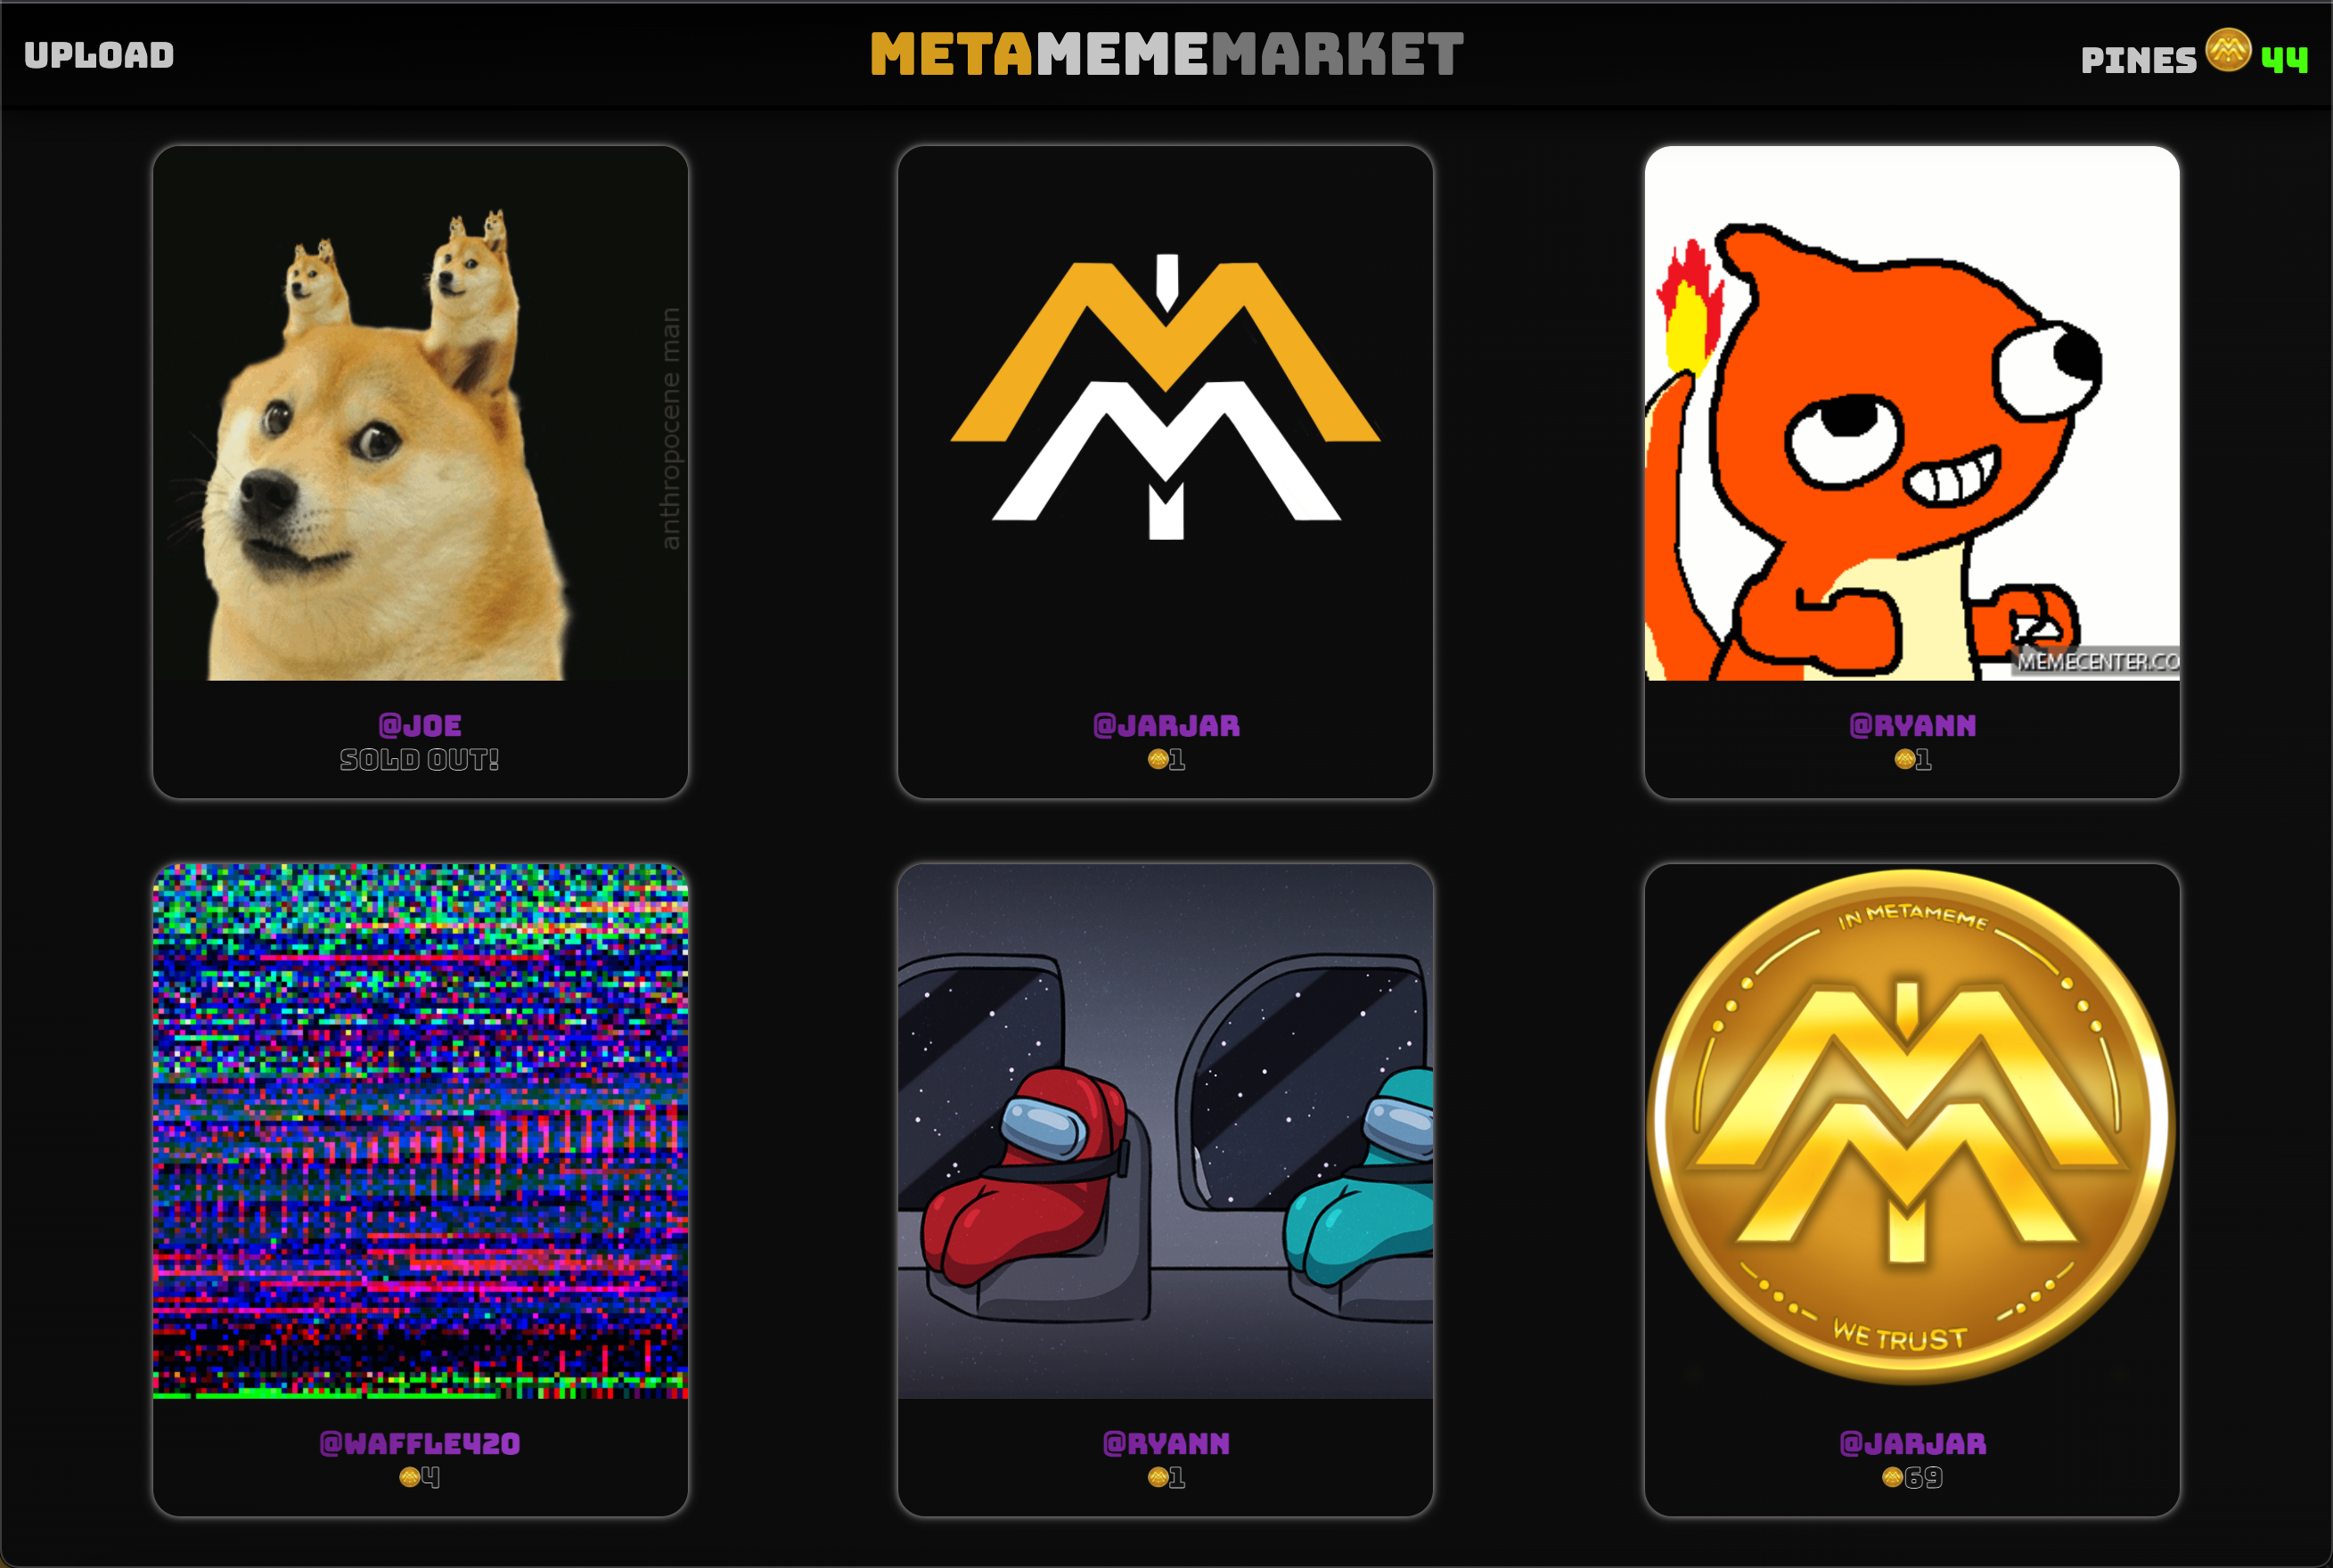 UPLOAD
METAMEMEMARKET
PINES 44
anthropocene man
@JOE
SOLD OUT!
@JARJAR
1
MEMECENTER.CO
@RYANN
1
@WAFFLE420
4
@RYANN
1
IN METAMEME
WE TRUST
@JARJAR
69